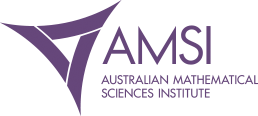 AMSI
AUSTRALIAN MATHEMATICAL
SCIENCES INSTITUTE